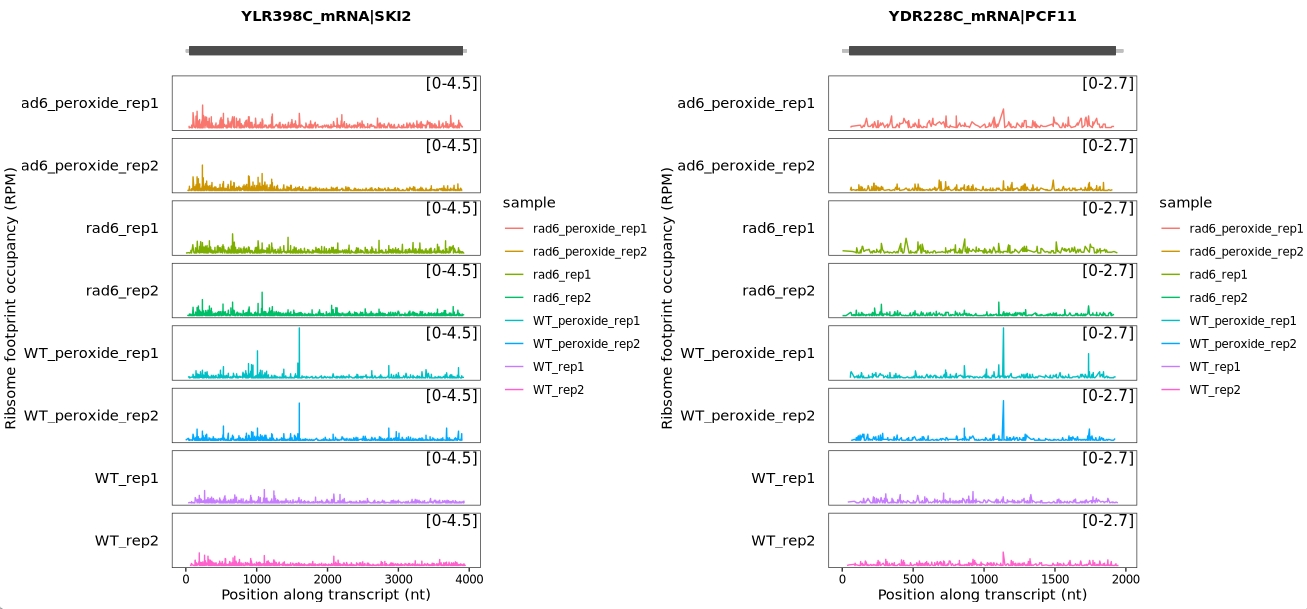 YLR398C_mRNA|SKI2
[0-4.5]
ad6_peroxide_rep1
[0-4.5]
ad6_peroxide_rep2
[0-4.5]
rad6_rep1
[0-4.5]
rad6_rep2
[0-4.5]
WT_peroxide_rep1
[0-4.5]
WT_peroxide_rep2
[0-4.5]
WT_rep1
[0-4.5]
WT_rep2
Ribsome footprint occupancy (RPM)
0 1000 2000 3000 4000
Position along transcript (nt)
sample
rad6_peroxide_rep1
rad6_peroxide_rep2
rad6_rep1
rad6_rep2
WT_peroxide_rep1
WT_peroxide_rep2
WT_rep1
WT_rep2
YDR228C_mRNA|PCF11
[0-2.7]
ad6_peroxide_rep1
[0-2.7]
ad6_peroxide_rep2
[0-2.7]
rad6_rep1
[0-2.7]
rad6_rep2
[0-2.7]
WT_peroxide_rep1
[0-2.7]
WT_peroxide_rep2
[0-2.7]
WT_rep1
[0-2.7]
WT_rep2
Ribsome footprint occupancy (RPM)
0 500 1000 1500 2000
Position along transcript (nt)
sample
rad6_peroxide_rep1
rad6_peroxide_rep2
rad6_rep1
rad6_rep2
WT_peroxide_rep1
WT_peroxide_rep2
WT_rep1
WT_rep2